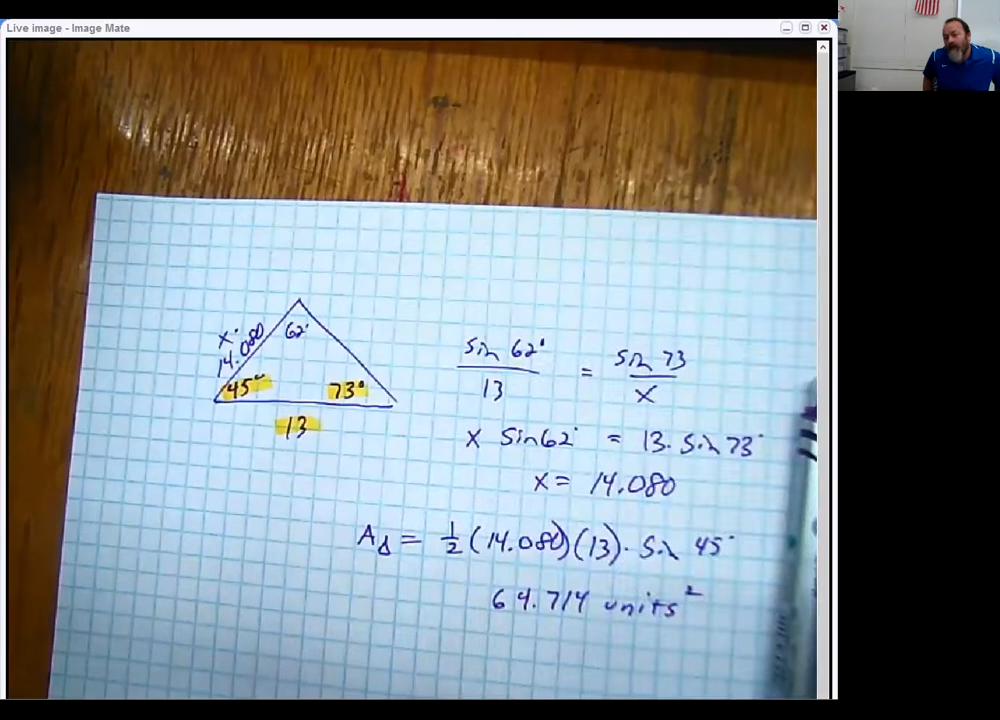 Live image - Image Mate
x° 14.080
62°
45°
73°
13
sin 62° / 13 = sin 73 / x
x sin 62° = 13 · sin 73°
x = 14.080
A△ = 1/2 (14.080)(13) · sin 45°
64.714 units²